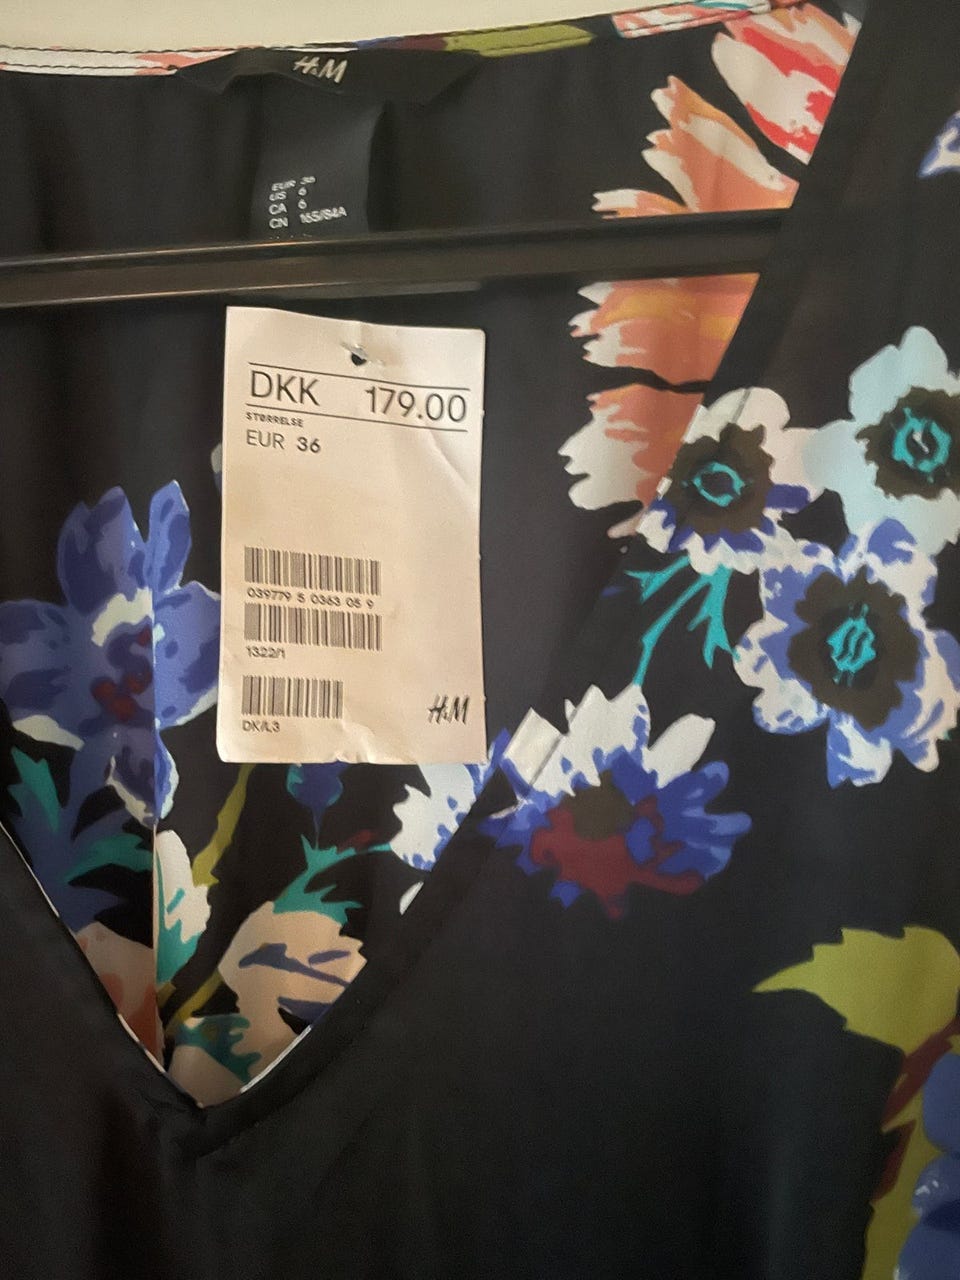 H&M
EUR 36
US 6
CA 6
CN 165/84A
DKK 179.00
STØRRELSE
EUR 36
039779 5 0363 05 9
1322/1
DK/L3
H&M